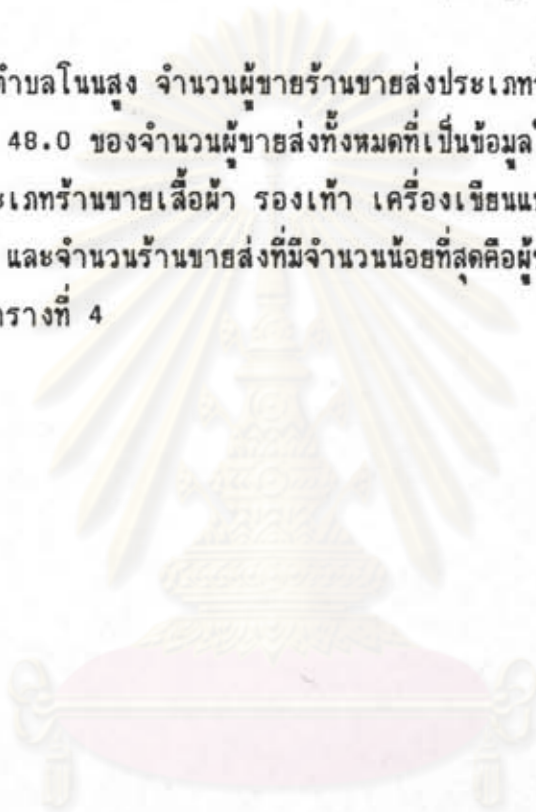 ตำบลโนนสูง จำนวนผู้ขายร้านขายส่งประเภท
48.0 ของจำนวนผู้ขายส่งทั้งหมดที่เป็นข้อมูล
ะเภทร้านขายเสื้อผ้า รองเท้า เครื่องเขียนแ
และจำนวนร้านขายส่งที่มีจำนวนน้อยที่สุดคือผู้
ารางที่ 4